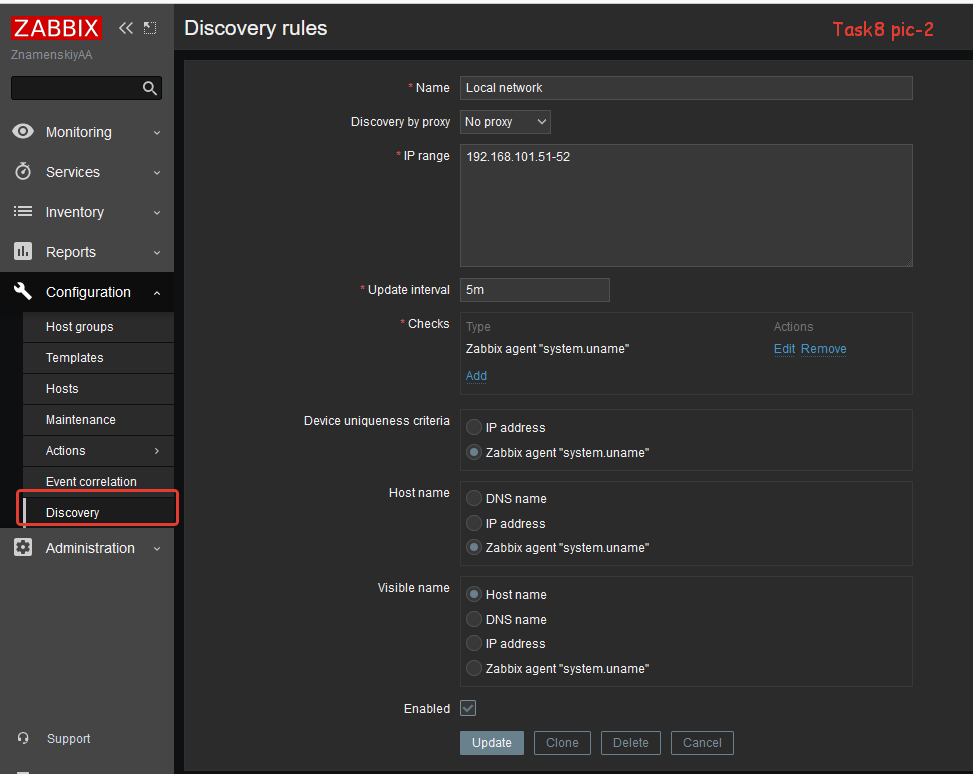 ZABBIX
ZnamenskiyAA
Monitoring
Services
Inventory
Reports
Configuration
Host groups
Templates
Hosts
Maintenance
Actions
Event correlation
Discovery
Administration
Support
Discovery rules
Task8 pic-2
* Name Local network
Discovery by proxy No proxy
* IP range 192.168.101.51-52
* Update interval 5m
* Checks Type Actions
Zabbix agent "system.uname" Edit Remove
Add
Device uniqueness criteria
IP address
Zabbix agent "system.uname"
Host name
DNS name
IP address
Zabbix agent "system.uname"
Visible name
Host name
DNS name
IP address
Zabbix agent "system.uname"
Enabled
Update Clone Delete Cancel